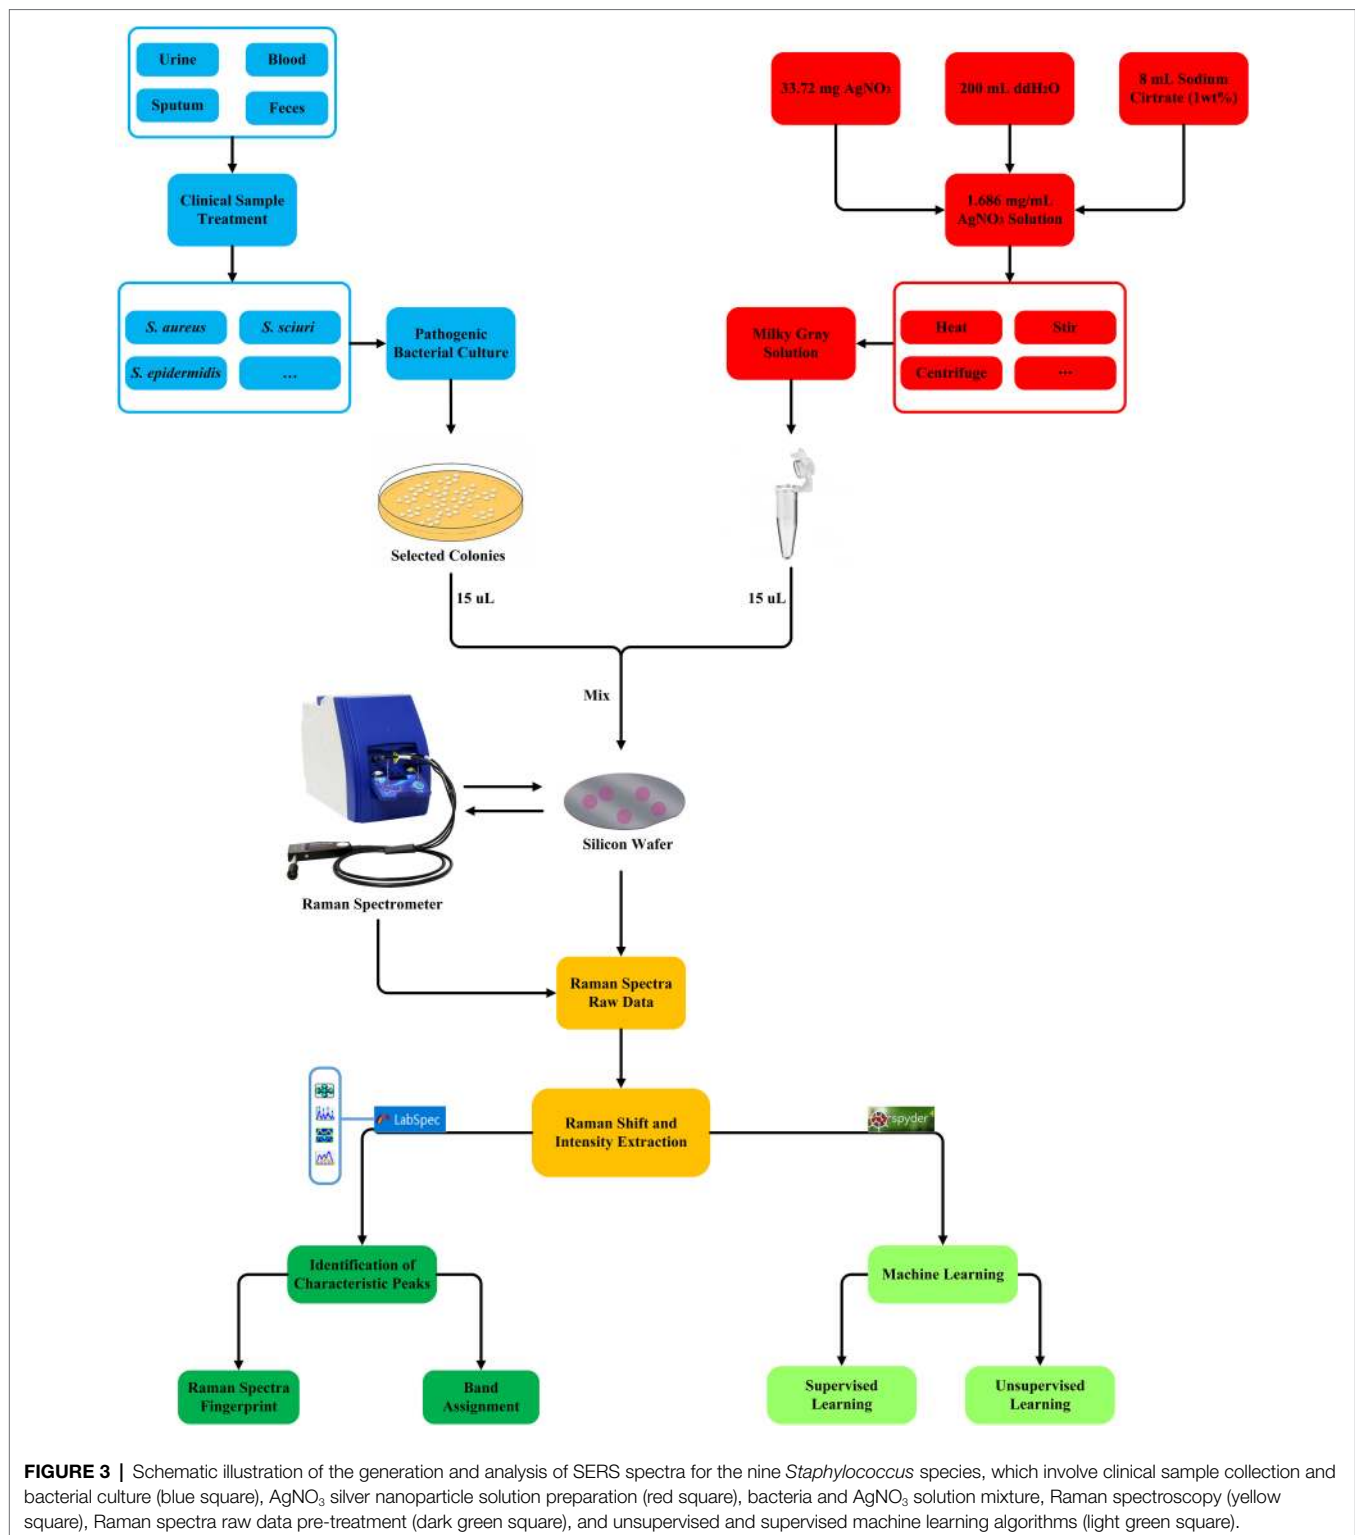 Urine
Blood
Sputum
Feces
Clinical Sample
Treatment
S. aureus
S. sciuri
S. epidermidis
...
Pathogenic
Bacterial Culture
Selected Colonies
15 uL
33.72 mg AgNO₃
200 mL ddH₂O
8 mL Sodium
Cirtrate (1wt%)
1.686 mg/mL
AgNO₃ Solution
Heat
Stir
Centrifuge
...
Milky Gray
Solution
15 uL
Mix
Silicon Wafer
Raman Spectrometer
Raman Spectra
Raw Data
Raman Shift and
Intensity Extraction
LabSpec
spyder
Identification of
Characteristic Peaks
Raman Spectra
Fingerprint
Band
Assignment
Machine Learning
Supervised
Learning
Unsupervised
Learning
FIGURE 3 | Schematic illustration of the generation and analysis of SERS spectra for the nine Staphylococcus species, which involve clinical sample collection and
bacterial culture (blue square), AgNO₃ silver nanoparticle solution preparation (red square), bacteria and AgNO₃ solution mixture, Raman spectroscopy (yellow
square), Raman spectra raw data pre-treatment (dark green square), and unsupervised and supervised machine learning algorithms (light green square).